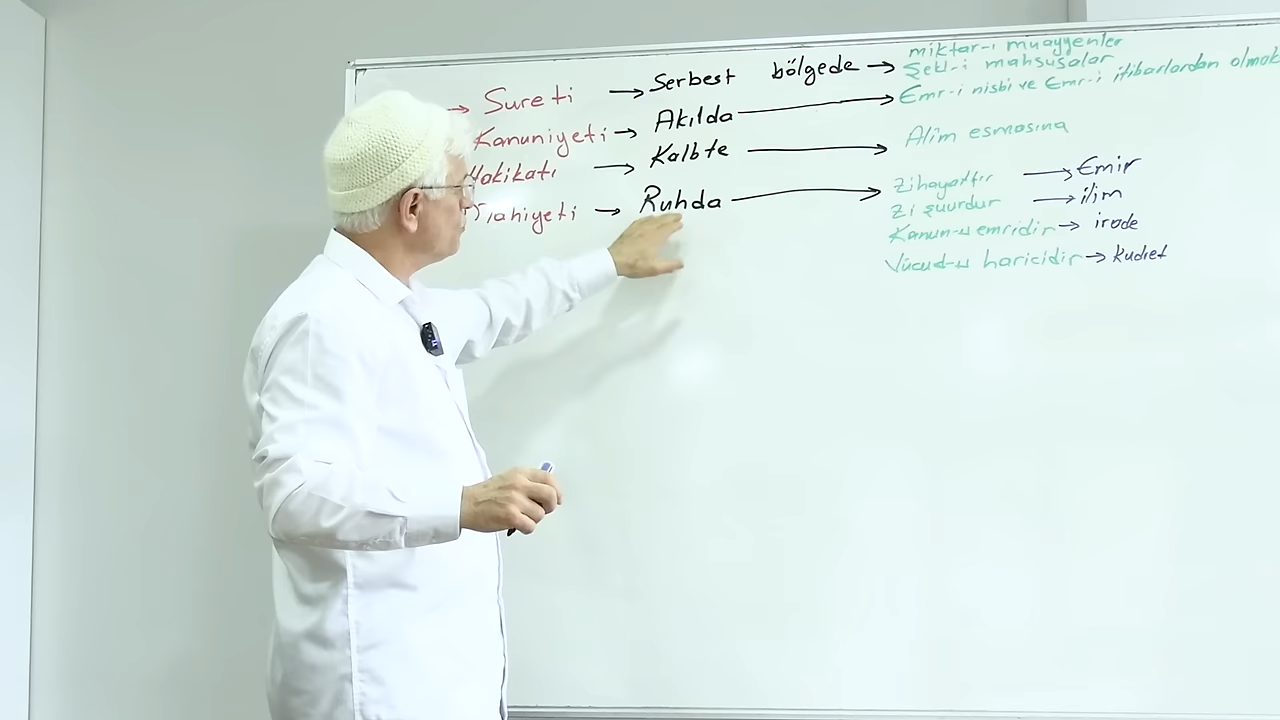 → Sureti → Serbest bölgede → miktar-ı muayyenler
Şekl-i mahsusalar
Kanuniyeti → Akılda → Emr-i nisbi ve Emr-i itibarlardan olmak
Hakikatı → Kalbte → Alim esmasına
→ Ruhda → Zihayattır → Emir
Zi şuurdur → ilim
Kanun-u emridir → irade
Vücud-u haricidir → Kudret